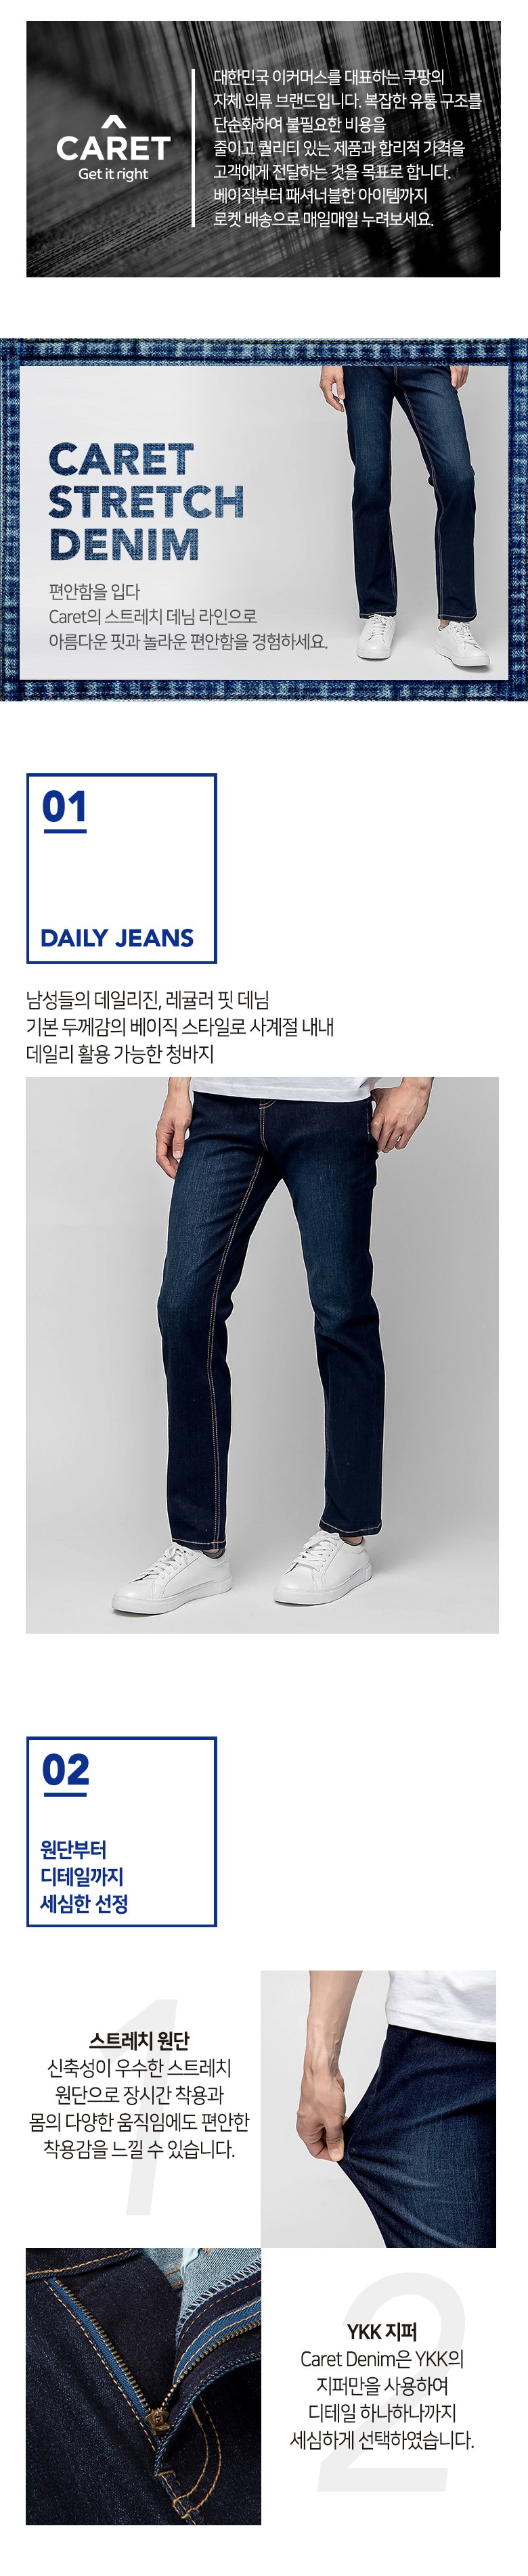 CARET
Get it right
대한민국 이커머스를 대표하는 쿠팡의
자체 의류 브랜드입니다. 복잡한 유통 구조를
단순화하여 불필요한 비용을
줄이고 퀄리티 있는 제품과 합리적 가격을
고객에게 전달하는 것을 목표로 합니다.
베이직부터 패셔너블한 아이템까지
로켓 배송으로 매일매일 누려보세요.
CARET
STRETCH
DENIM
편안함을 입다
Caret의 스트레치 데님 라인으로
아름다운 핏과 놀라운 편안함을 경험하세요.
01
DAILY JEANS
남성들의 데일리진, 레귤러 핏 데님
기본 두께감의 베이직 스타일로 사계절 내내
데일리 활용 가능한 청바지
02
원단부터
디테일까지
세심한 선정
1
스트레치 원단
신축성이 우수한 스트레치
원단으로 장시간 착용과
몸의 다양한 움직임에도 편안한
착용감을 느낄 수 있습니다.
2
YKK 지퍼
Caret Denim은 YKK의
지퍼만을 사용하여
디테일 하나하나까지
세심하게 선택하였습니다.